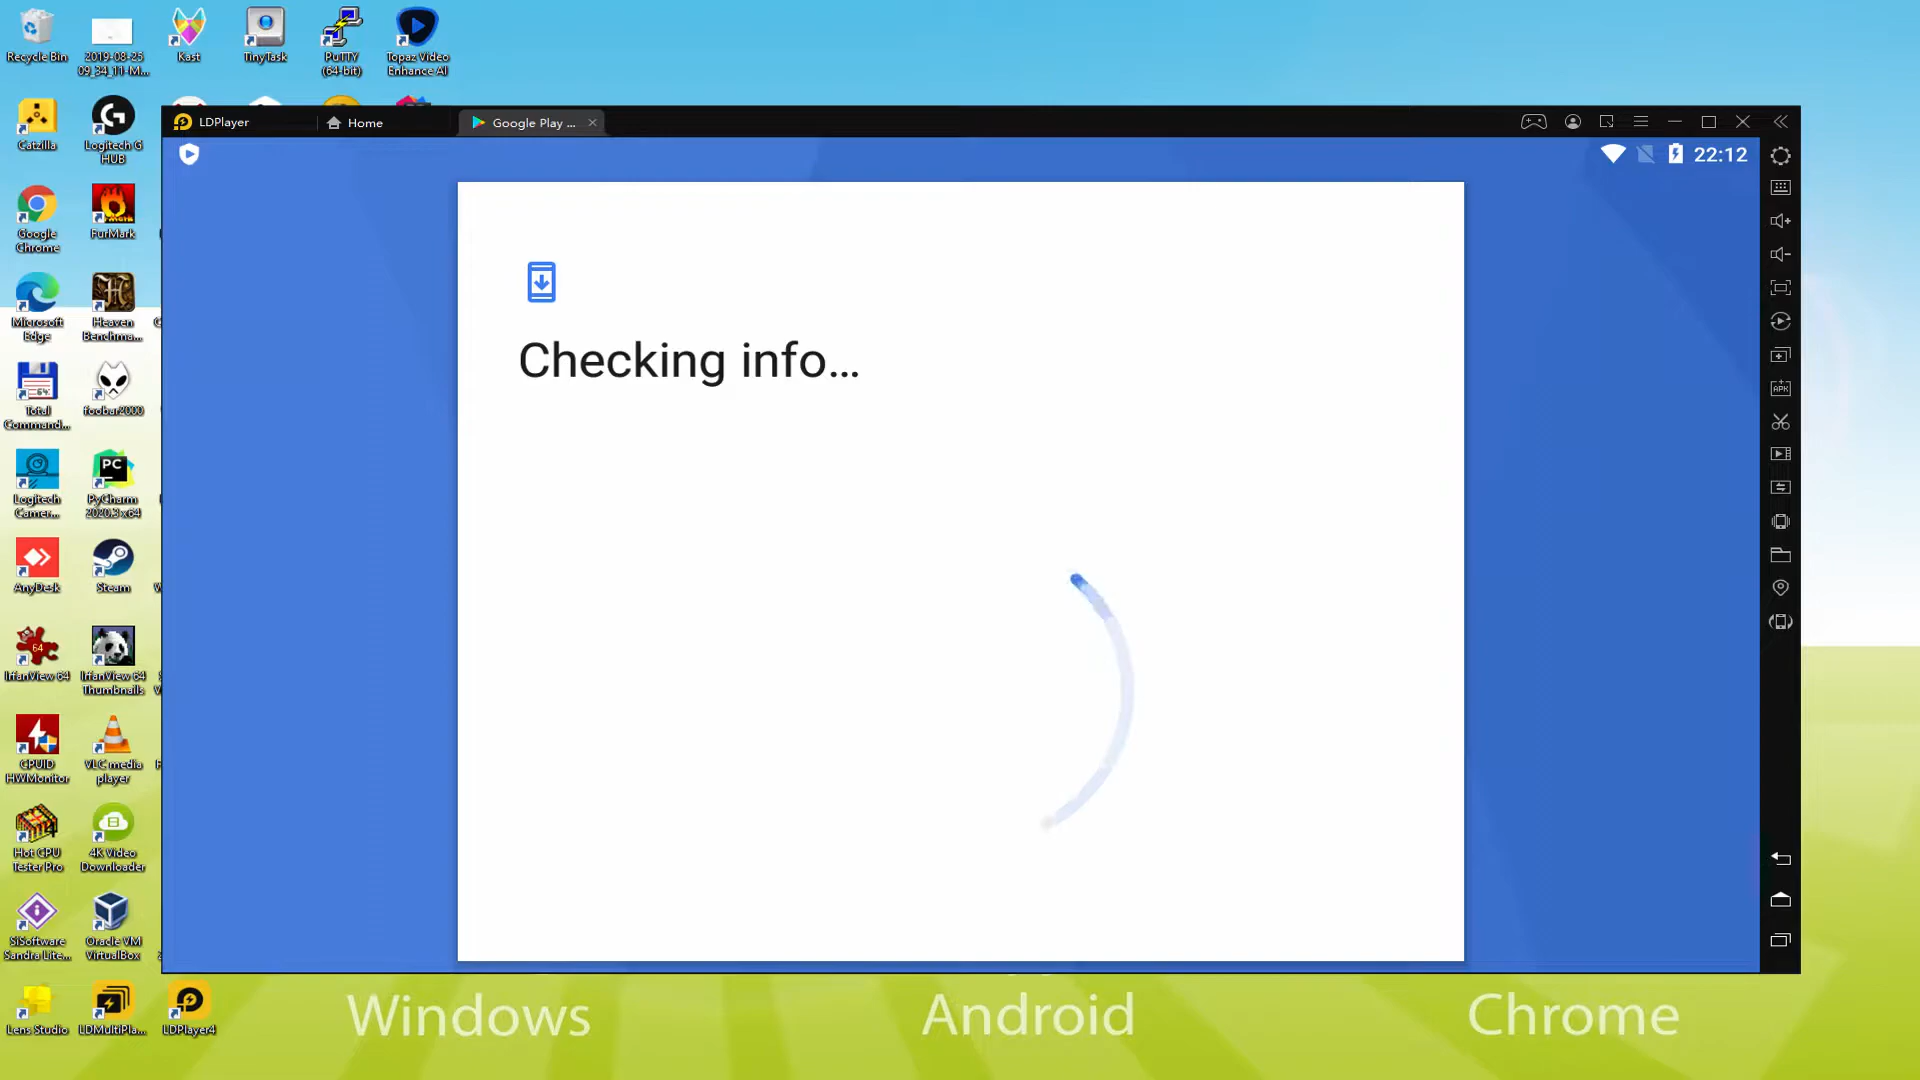 Recycle Bin
2019-08-25
09_34_11-M...
Kast
TinyTask
PuTTY
(64-bit)
Topaz Video
Enhance AI
LDPlayer
Home
Google Play ...
22:12
Catzilla
Logitech G
HUB
Google
Chrome
FurMark
Microsoft
Edge
Heaven
Benchma...
Total
Command...
foobar2000
Logitech
Camer...
PyCharm
2020.3 x64
AnyDesk
Steam
IrfanView 64
IrfanView 64
Thumbnails
CPUID
HWMonitor
VLC media
player
Hot CPU
Tester Pro
4K Video
Downloader
SiSoftware
Sandra Lite...
Oracle VM
VirtualBox
Lens Studio
LDMultiPla...
LDPlayer4
Checking info...
APK
Windows
Android
Chrome